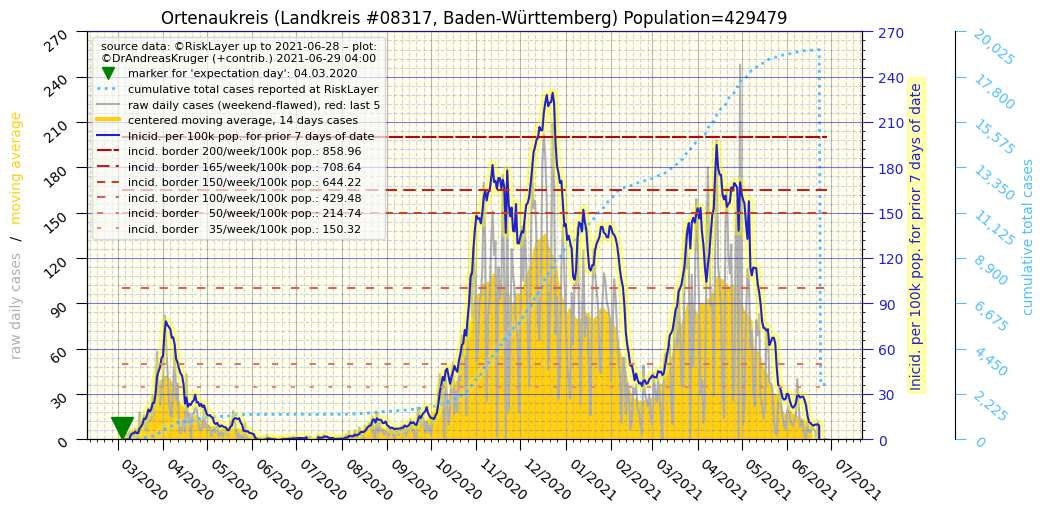 Ortenaukreis (Landkreis #08317, Baden-Württemberg) Population=429479
source data: ©RiskLayer up to 2021-06-28 – plot:
©DrAndreasKruger (+contrib.) 2021-06-29 04:00
marker for 'expectation day': 04.03.2020
cumulative total cases reported at RiskLayer
raw daily cases (weekend-flawed), red: last 5
centered moving average, 14 days cases
Inicid. per 100k pop. for prior 7 days of date
incid. border 200/week/100k pop.: 858.96
incid. border 165/week/100k pop.: 708.64
incid. border 150/week/100k pop.: 644.22
incid. border 100/week/100k pop.: 429.48
incid. border   50/week/100k pop.: 214.74
incid. border   35/week/100k pop.: 150.32
raw daily cases / moving average
270
240
210
180
150
120
90
60
30
0
03/2020
04/2020
05/2020
06/2020
07/2020
08/2020
09/2020
10/2020
11/2020
12/2020
01/2021
02/2021
03/2021
04/2021
05/2021
06/2021
07/2021
270
240
210
180
150
120
90
60
30
0
Inicid. per 100k pop. for prior 7 days of date
20,025
17,800
15,575
13,350
11,125
8,900
6,675
4,450
2,225
0
cumulative total cases